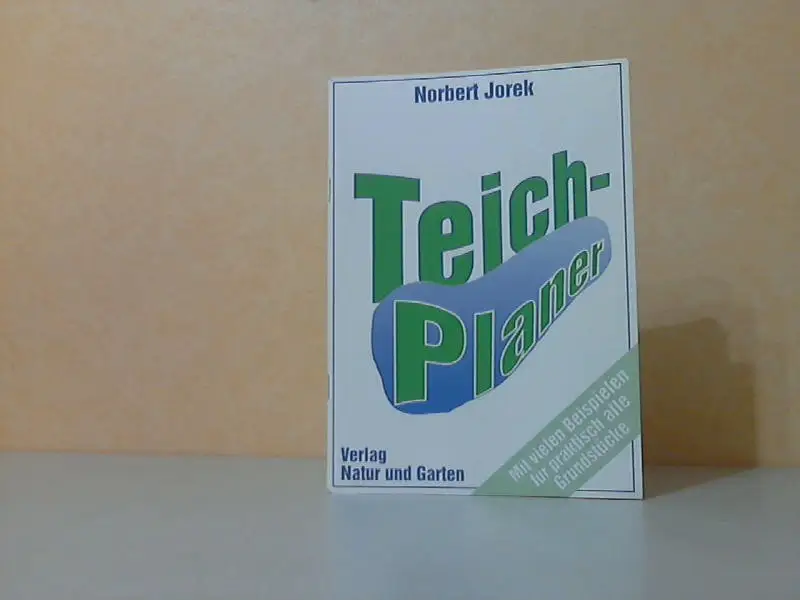 Norbert Jorek
Teich-
Planer
Verlag
Natur und Garten
Mit vielen Beispielen
für praktisch alle
Grundstücke